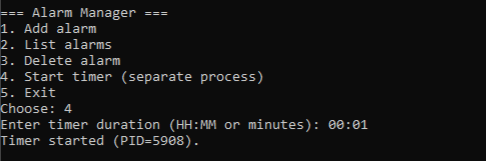 === Alarm Manager ===
1. Add alarm
2. List alarms
3. Delete alarm
4. Start timer (separate process)
5. Exit
Choose: 4
Enter timer duration (HH:MM or minutes): 00:01
Timer started (PID=5908).